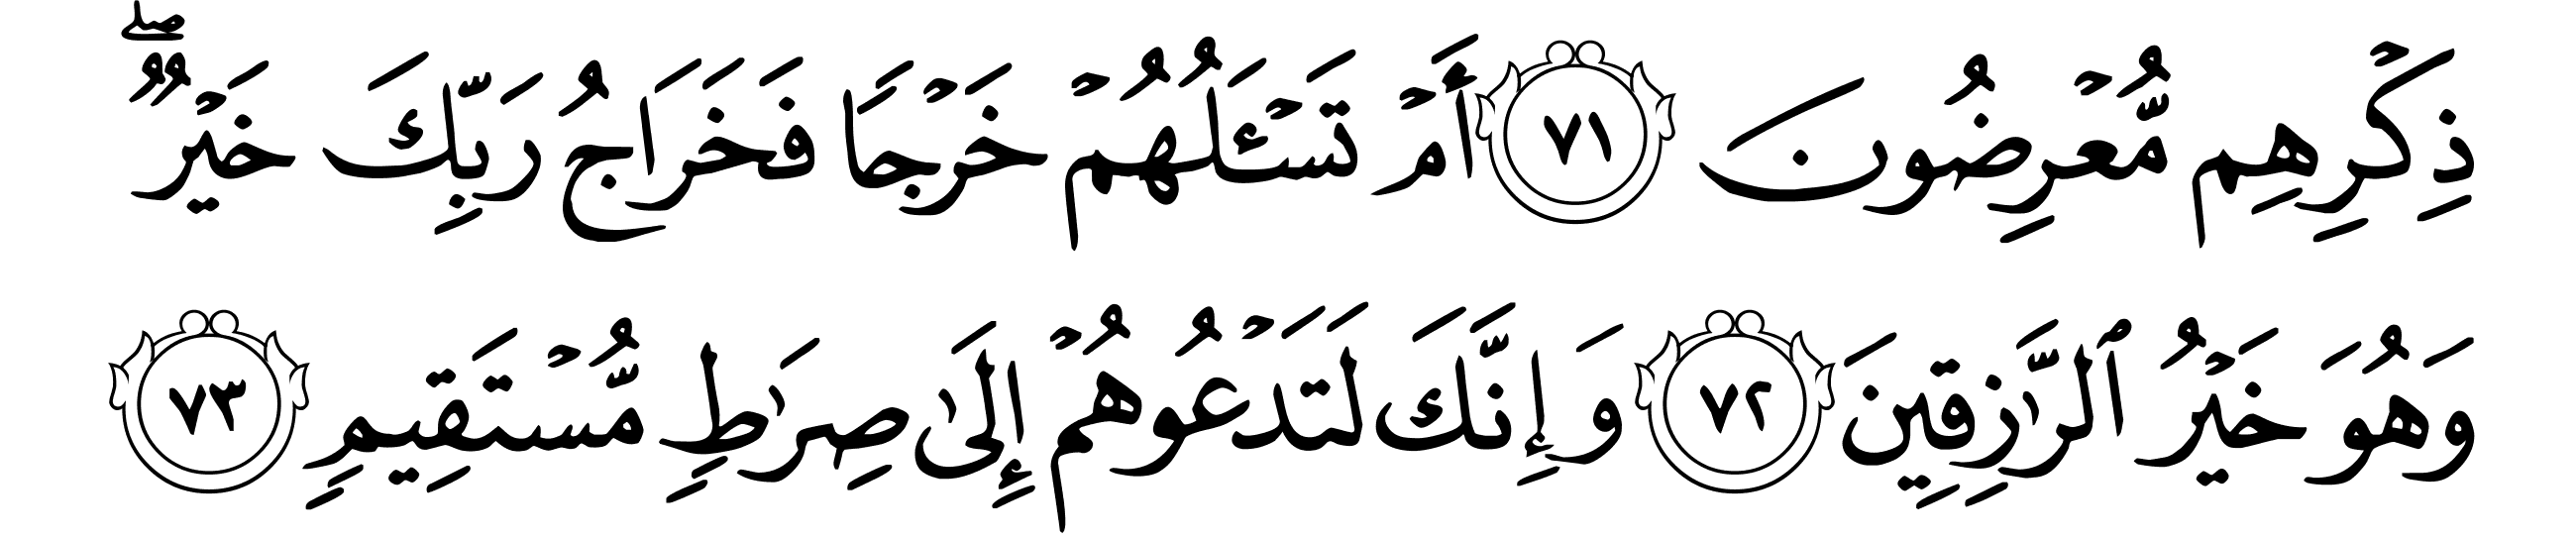 ذِكۡرِهِم مُّعۡرِضُونَ ٧١ أَمۡ تَسۡـَٔلُهُمۡ خَرۡجٗا فَخَرَاجُ رَبِّكَ خَيۡرٞۖ
وَهُوَ خَيۡرُ ٱلرَّٰزِقِينَ ٧٢ وَإِنَّكَ لَتَدۡعُوهُمۡ إِلَىٰ صِرَٰطٖ مُّسۡتَقِيمٖ ٧٣